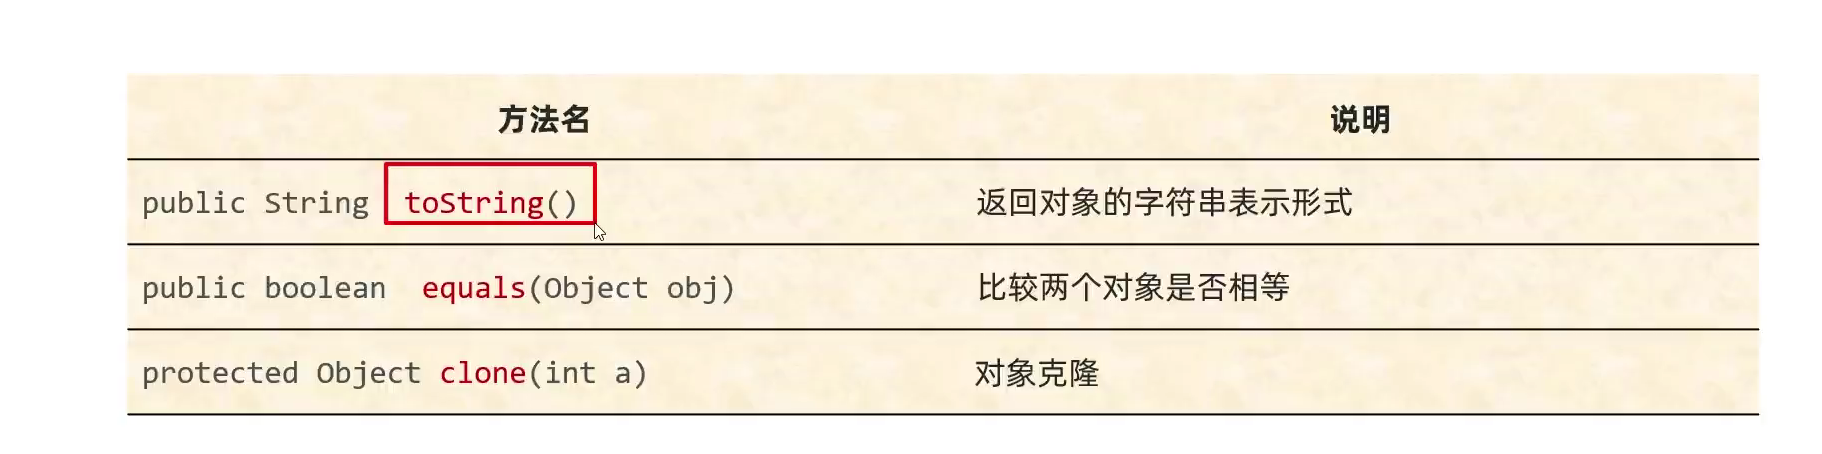 方法名 说明
public String toString() 返回对象的字符串表示形式
public boolean equals(Object obj) 比较两个对象是否相等
protected Object clone(int a) 对象克隆